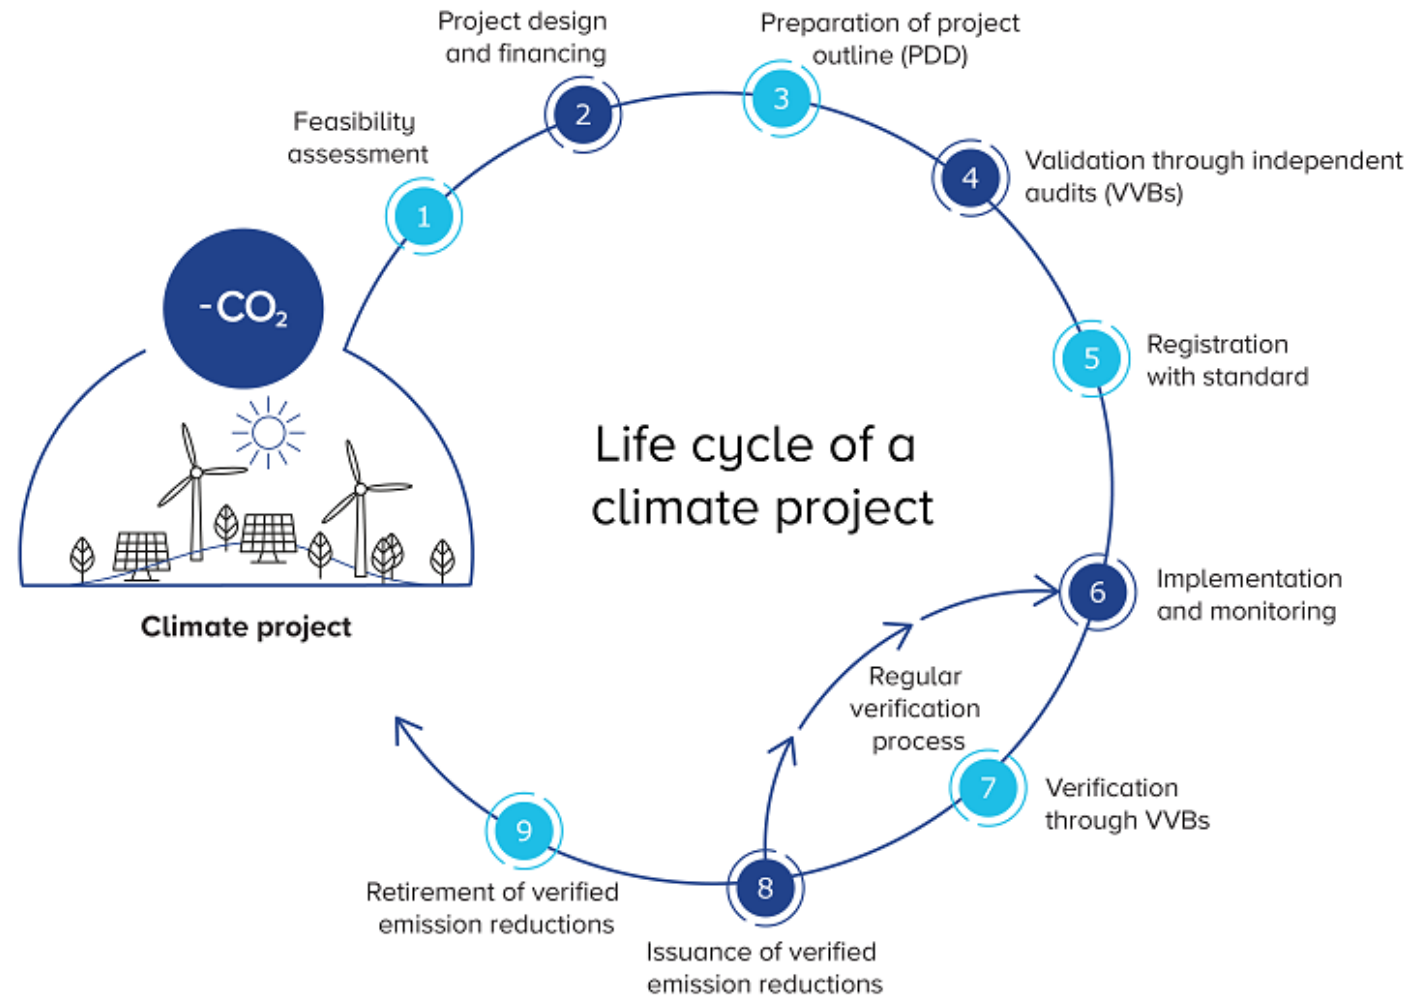 Project design
and financing
2
Preparation of project
outline (PDD)
3
Feasibility
assessment
1
4
Validation through independent
audits (VVBs)
-CO₂
5
Registration
with standard
Life cycle of a
climate project
6
Implementation
and monitoring
Climate project
Regular
verification
process
7
Verification
through VVBs
8
Issuance of verified
emission reductions
9
Retirement of verified
emission reductions